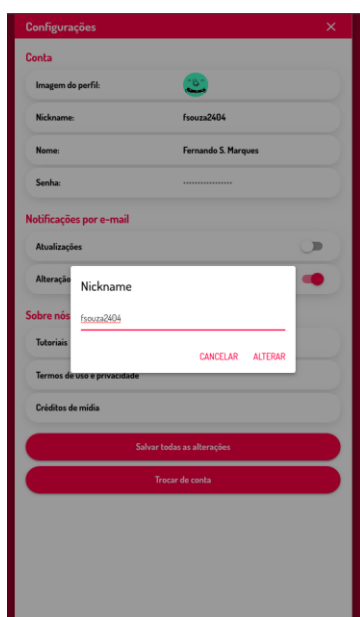 Configurações
Conta
Imagem do perfil:
Nickname: fsouza2404
Nome: Fernando S. Marques
Senha: ................
Notificações por e-mail
Atualizações
Alteração
Nickname
fsouza2404
CANCELAR ALTERAR
Sobre nós
Tutoriais
Termos de uso e privacidade
Créditos de mídia
Salvar todas as alterações
Trocar de conta